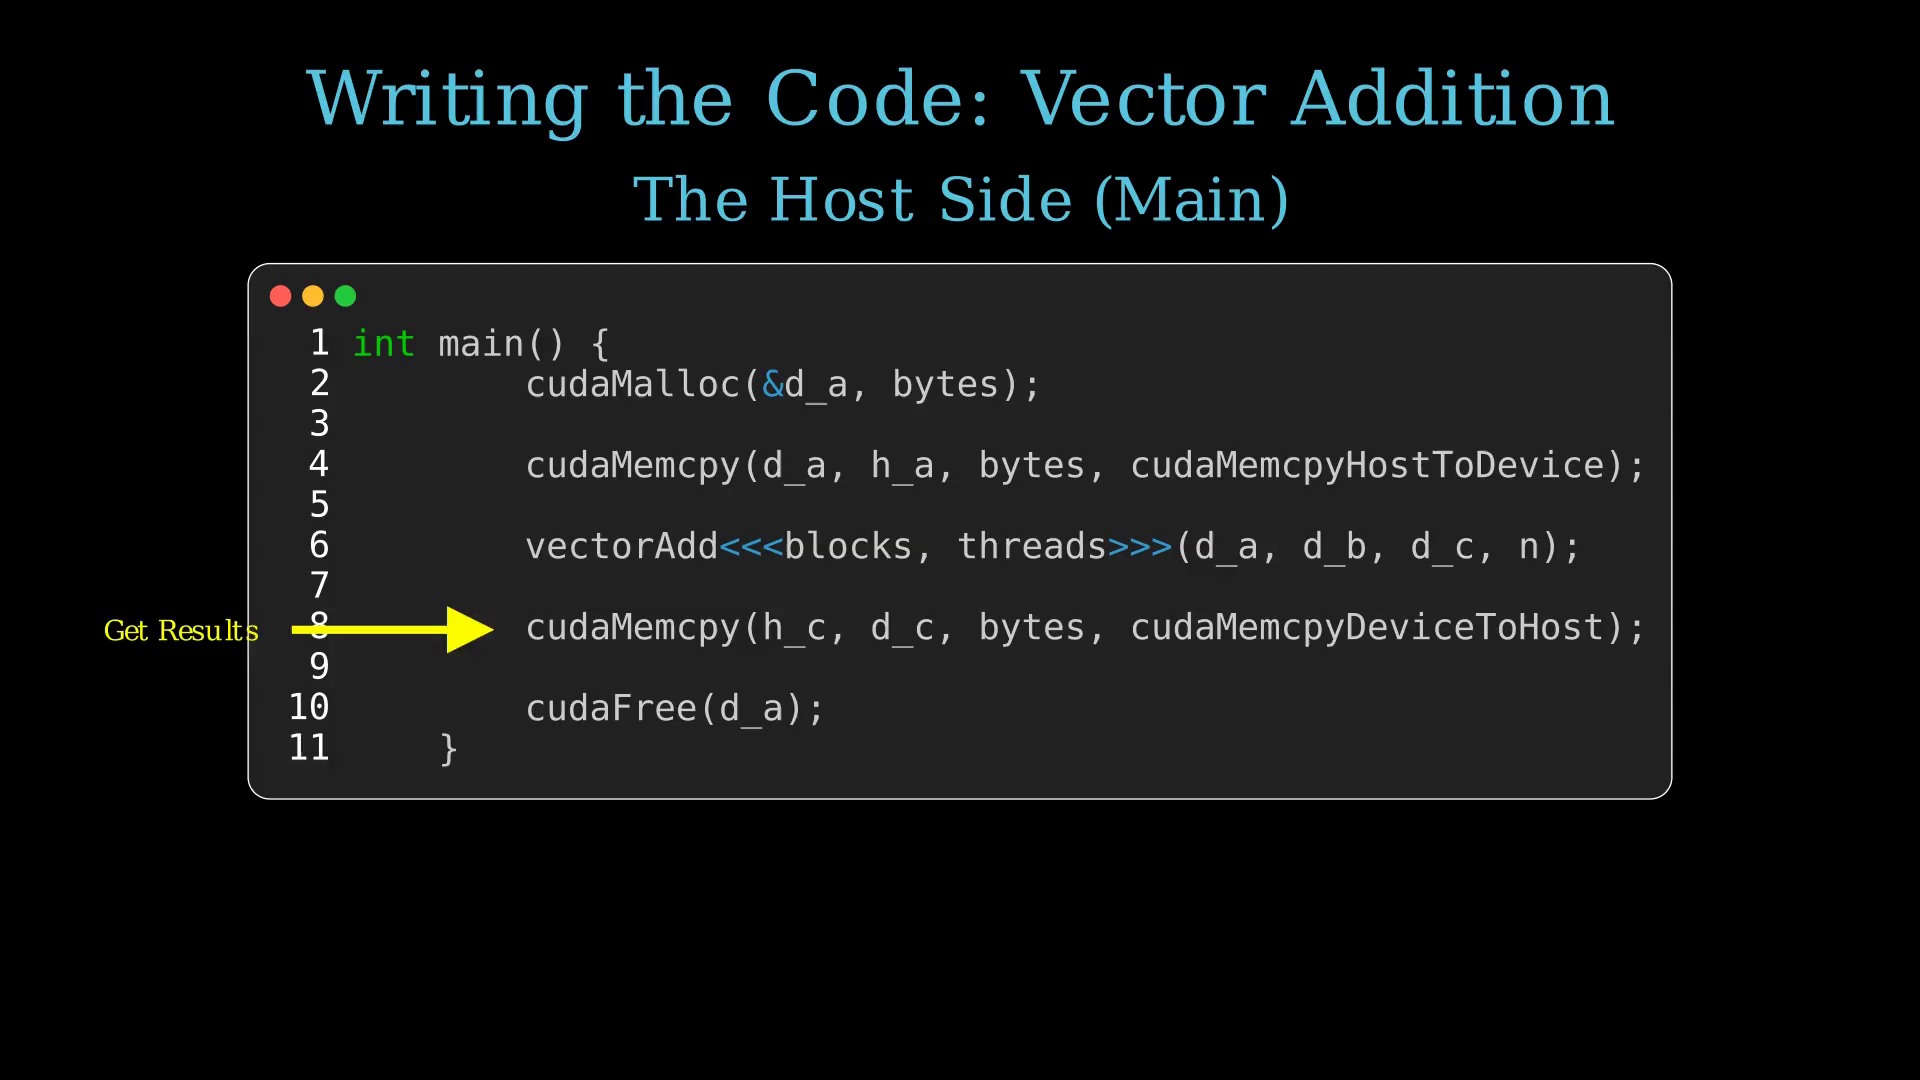 Writing the Code: Vector Addition
The Host Side (Main)
1 int main() {
2 cudaMalloc(&d_a, bytes);
3
4 cudaMemcpy(d_a, h_a, bytes, cudaMemcpyHostToDevice);
5
6 vectorAdd<<<blocks, threads>>>(d_a, d_b, d_c, n);
7
Get Results 8 cudaMemcpy(h_c, d_c, bytes, cudaMemcpyDeviceToHost);
9
10 cudaFree(d_a);
11 }